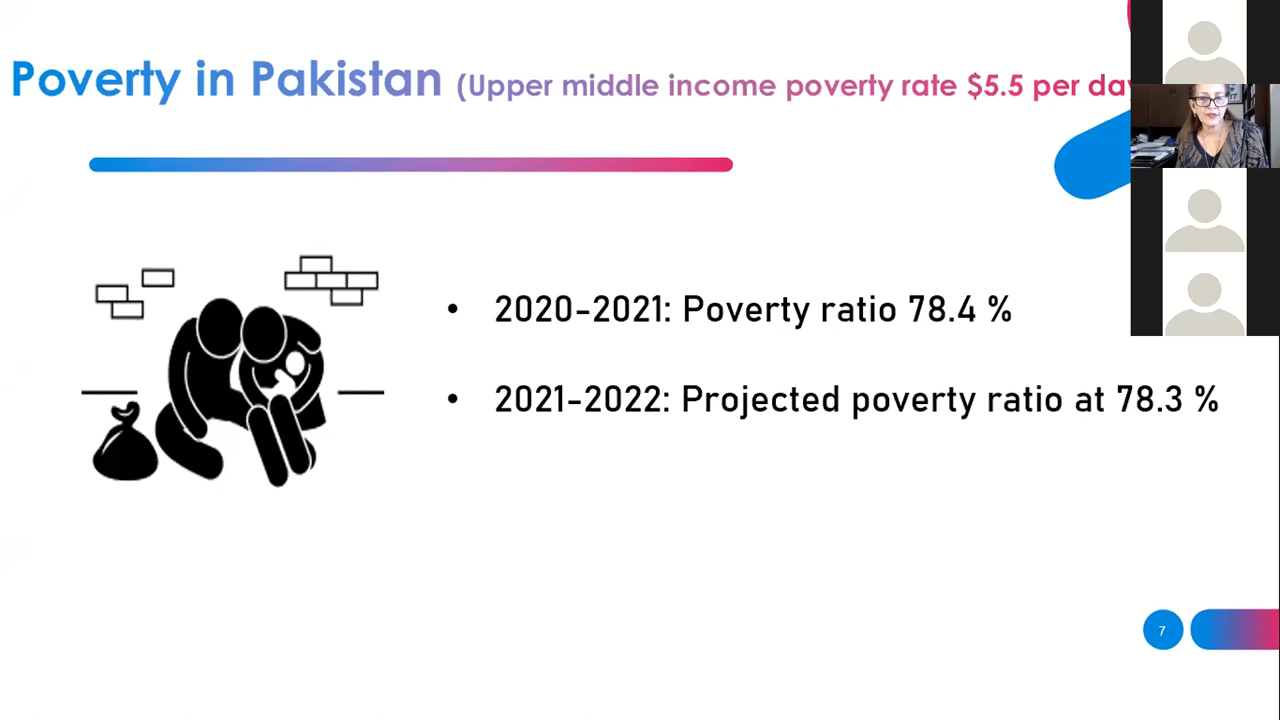 Poverty in Pakistan (Upper middle income poverty rate $5.5 per day
• 2020-2021: Poverty ratio 78.4 %
• 2021-2022: Projected poverty ratio at 78.3 %
7